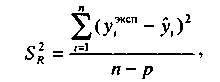 S_R^2 = \frac{\sum_{i=1}^{n} (y_i^{эксп} - \hat{y}_i)^2}{n - p},